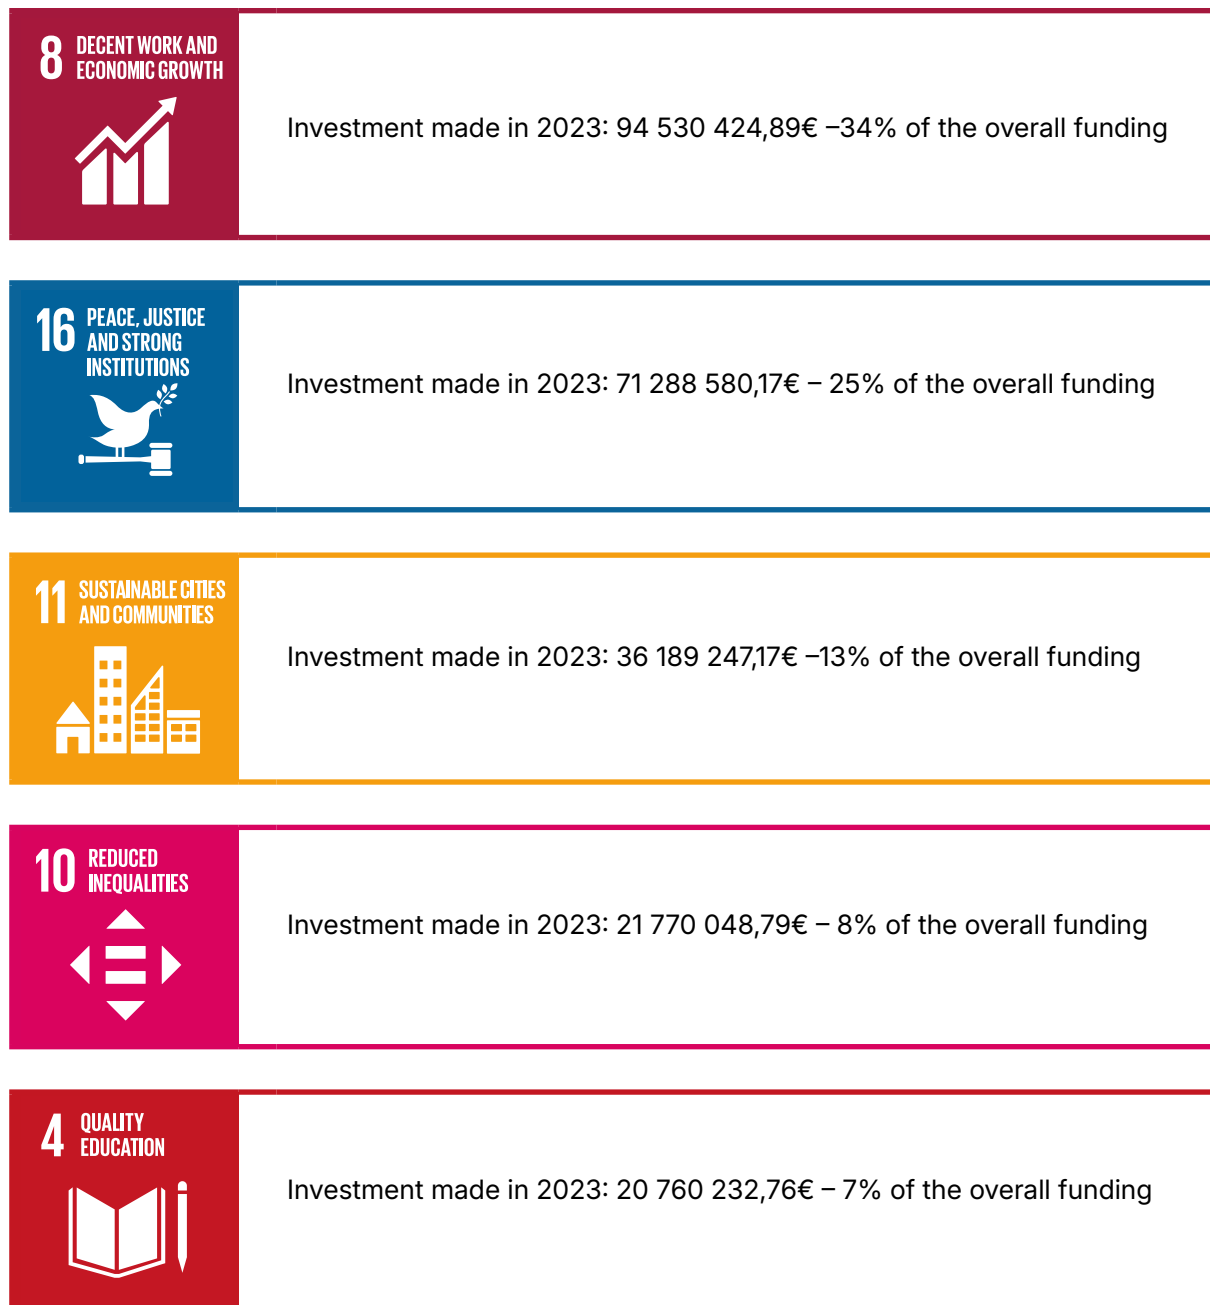 8 DECENT WORK AND
ECONOMIC GROWTH
Investment made in 2023: 94 530 424,89€ –34% of the overall funding
16 PEACE, JUSTICE
AND STRONG
INSTITUTIONS
Investment made in 2023: 71 288 580,17€ – 25% of the overall funding
11 SUSTAINABLE CITIES
AND COMMUNITIES
Investment made in 2023: 36 189 247,17€ –13% of the overall funding
10 REDUCED
INEQUALITIES
Investment made in 2023: 21 770 048,79€ – 8% of the overall funding
4 QUALITY
EDUCATION
Investment made in 2023: 20 760 232,76€ – 7% of the overall funding